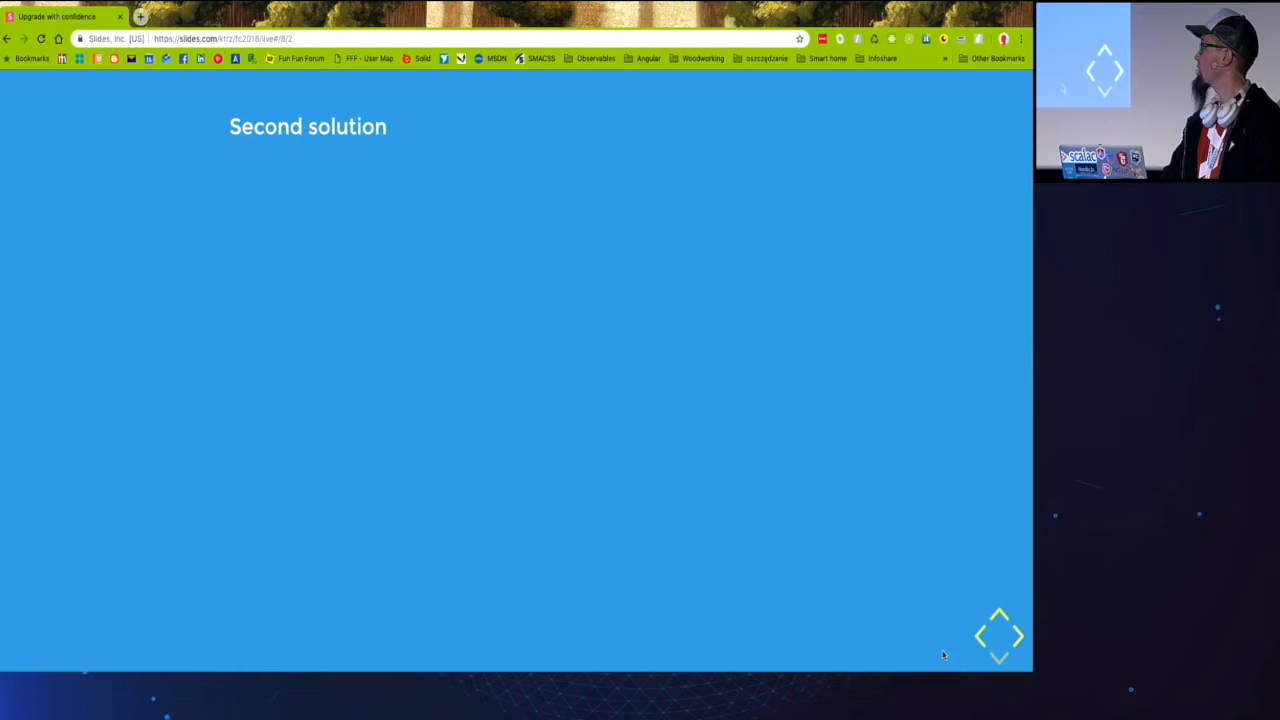 Upgrade with confidence
Slides, Inc. [US]
https://slides.com/ktrz/fc2018/live#/8/2
Bookmarks
Fun Fun Forum
FFF - User Map
Solid
MSDN
SMACSS
Observables
Angular
Woodworking
oszczędzanie
Smart home
Infoshare
»
Other Bookmarks
Second solution
scalac